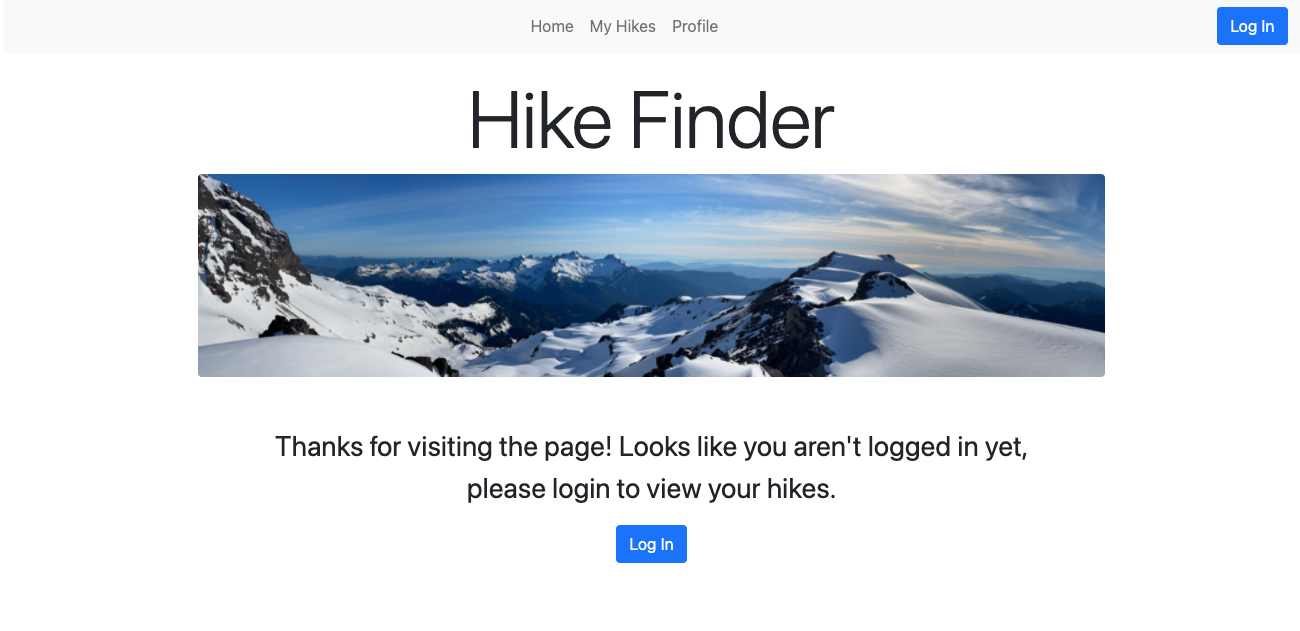 Home My Hikes Profile Log In
Hike Finder
Thanks for visiting the page! Looks like you aren't logged in yet,
please login to view your hikes.
Log In